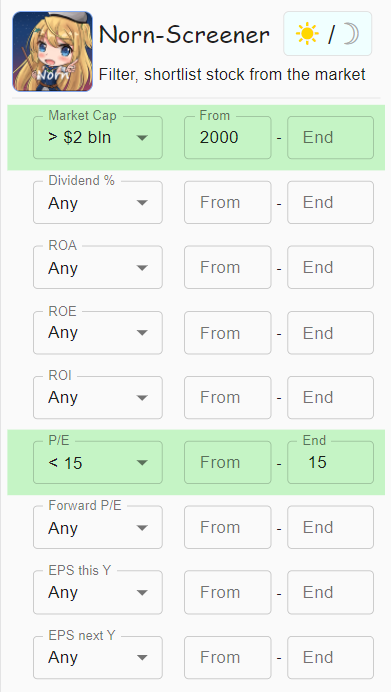 Norn-Screener
☀ / ☽
Norn
Filter, shortlist stock from the market
Market Cap From
> $2 bln 2000 - End
Dividend %
Any From - End
ROA
Any From - End
ROE
Any From - End
ROI
Any From - End
P/E End
< 15 From - 15
Forward P/E
Any From - End
EPS this Y
Any From - End
EPS next Y
Any From - End